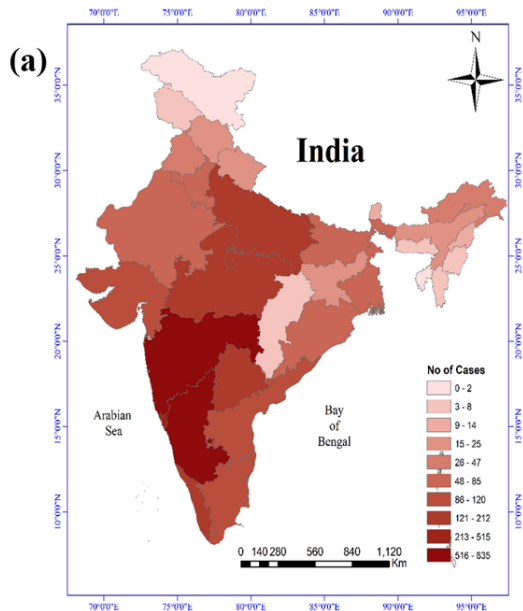 70°0'0"E 75°0'0"E 80°0'0"E 85°0'0"E 90°0'0"E 95°0'0"E
(a)
N
India
35°0'0"N 35°0'0"N
30°0'0"N 30°0'0"N
25°0'0"N 25°0'0"N
20°0'0"N 20°0'0"N
15°0'0"N 15°0'0"N
10°0'0"N 10°0'0"N
Arabian
Sea
Bay
of
Bengal
No of Cases
0 - 2
3 - 8
9 - 14
15 - 25
26 - 47
48 - 85
86 - 120
121 - 212
213 - 515
516 - 835
0 140 280 560 840 1,120
Km
70°0'0"E 75°0'0"E 80°0'0"E 85°0'0"E 90°0'0"E 95°0'0"E